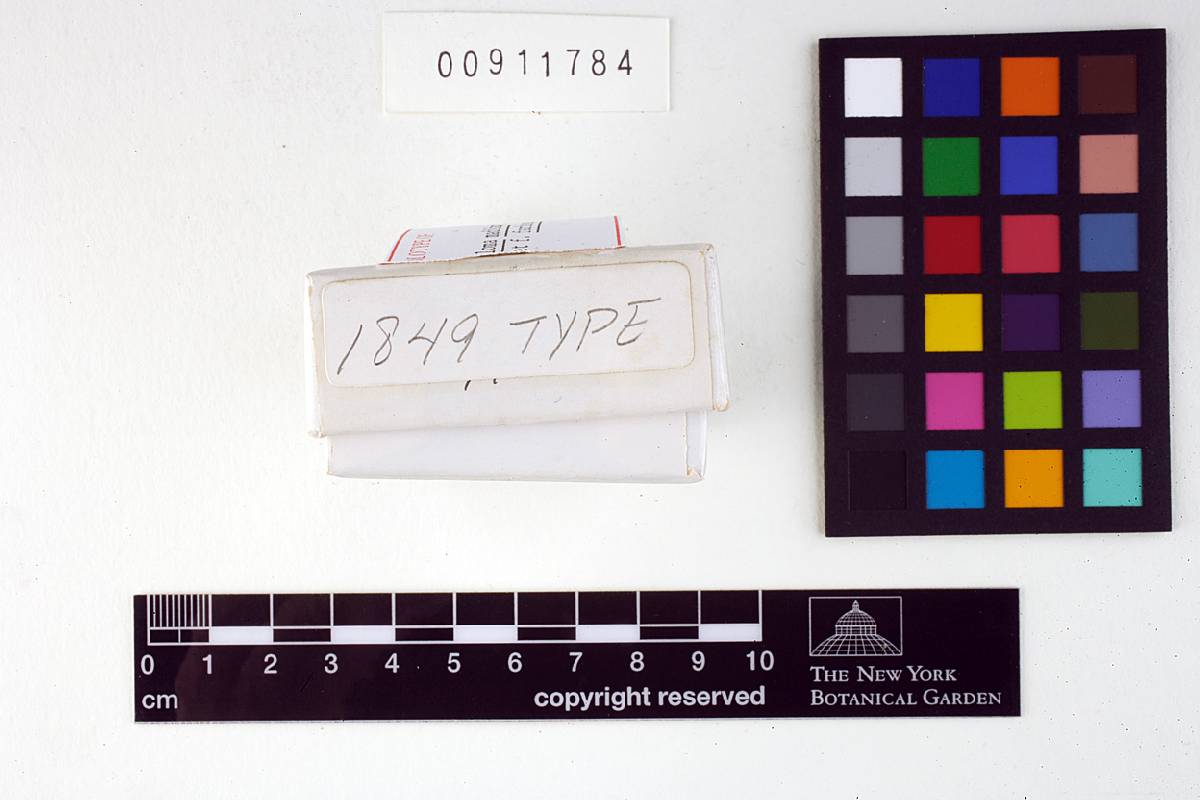 00911784
1849 TYPE
0 1 2 3 4 5 6 7 8 9 10
cm
copyright reserved
THE NEW YORK
BOTANICAL GARDEN